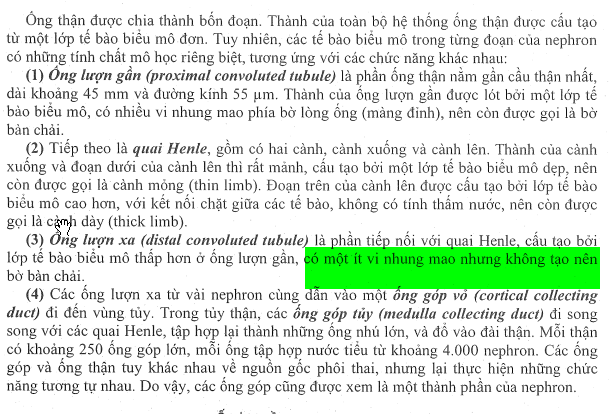 Ống thận được chia thành bốn đoạn. Thành của toàn bộ hệ thống ống thận được cấu tạo
từ một lớp tế bào biểu mô đơn. Tuy nhiên, các tế bào biểu mô trong từng đoạn của nephron
có những tính chất mô học riêng biệt, tương ứng với các chức năng khác nhau:
(1) Ống lượn gần (proximal convoluted tubule) là phần ống thận nằm gần cầu thận nhất,
dài khoảng 45 mm và đường kính 55 µm. Thành của ống lượn gần được lót bởi một lớp tế
bào biểu mô, có nhiều vi nhung mao phía bờ lòng ống (màng đỉnh), nên còn được gọi là bờ
bàn chải.
(2) Tiếp theo là quai Henle, gồm có hai cành, cành xuống và cành lên. Thành của cành
xuống và đoạn dưới của cành lên thì rất mảnh, cấu tạo bởi một lớp tế bào biểu mô dẹp, nên
còn được gọi là cành mỏng (thin limb). Đoạn trên của cành lên được cấu tạo bởi lớp tế bào
biểu mô cao hơn, với kết nối chặt giữa các tế bào, không có tính thấm nước, nên còn được
gọi là cành dày (thick limb).
(3) Ống lượn xa (distal convoluted tubule) là phần tiếp nối với quai Henle, cấu tạo bởi
lớp tế bào biểu mô thấp hơn ở ống lượn gần, có một ít vi nhung mao nhưng không tạo nên
bờ bàn chải.
(4) Các ống lượn xa từ vài nephron cùng dẫn vào một ống góp vỏ (cortical collecting
duct) đi đến vùng tủy. Trong tủy thận, các ống góp tủy (medulla collecting duct) đi song
song với các quai Henle, tập hợp lại thành những ống nhú lớn, và đổ vào đài thận. Mỗi thận
có khoảng 250 ống góp lớn, mỗi ống tập hợp nước tiểu từ khoảng 4.000 nephron. Các ống
góp và ống thận tuy khác nhau về nguồn gốc phôi thai, nhưng lại thực hiện những chức
năng tương tự nhau. Do vậy, các ống góp cũng được xem là một thành phần của nephron.